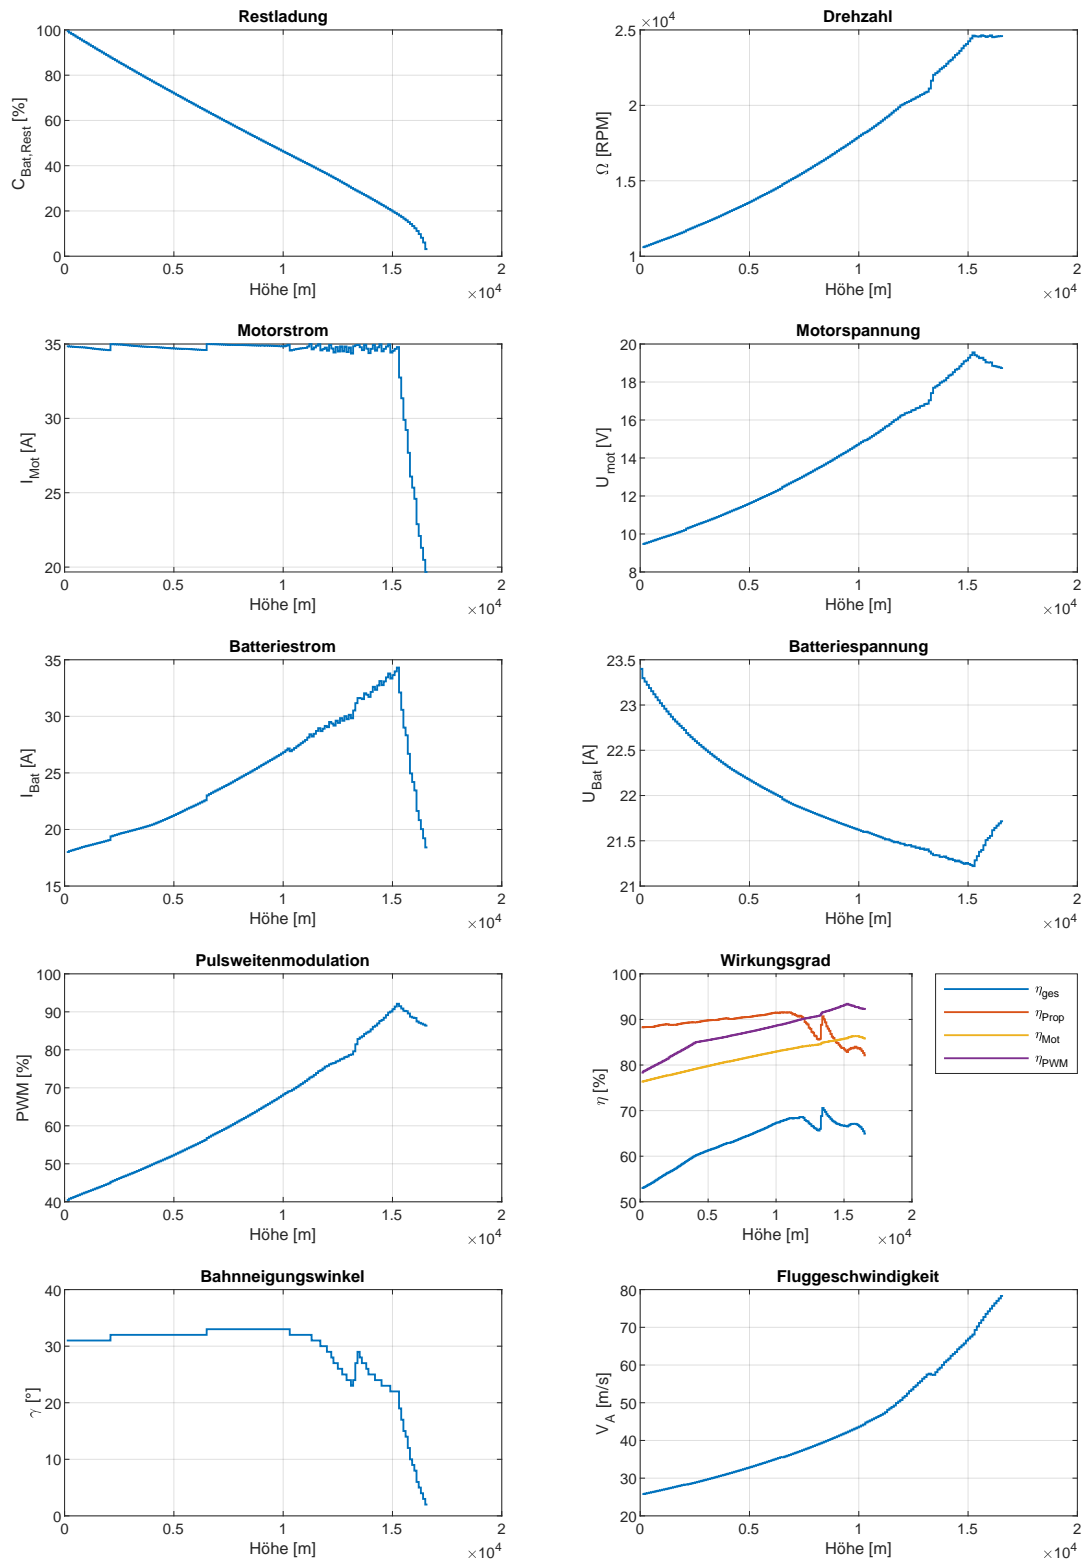 Restladung
C_Bat,Rest [%]
100
80
60
40
20
0
0 0.5 1 1.5 2
Höhe [m]
×10^4
Drehzahl
×10^4
Ω [RPM]
2.5
2
1.5
1
0 0.5 1 1.5 2
Höhe [m]
×10^4
Motorstrom
I_Mot [A]
35
30
25
20
0 0.5 1 1.5 2
Höhe [m]
×10^4
Motorspannung
U_mot [V]
20
18
16
14
12
10
8
0 0.5 1 1.5 2
Höhe [m]
×10^4
Batteriestrom
I_Bat [A]
35
30
25
20
15
0 0.5 1 1.5 2
Höhe [m]
×10^4
Batteriespannung
U_Bat [A]
23.5
23
22.5
22
21.5
21
0 0.5 1 1.5 2
Höhe [m]
×10^4
Pulsweitenmodulation
PWM [%]
100
90
80
70
60
50
40
0 0.5 1 1.5 2
Höhe [m]
×10^4
Wirkungsgrad
η [%]
100
90
80
70
60
50
0 0.5 1 1.5 2
Höhe [m]
×10^4
η_ges
η_Prop
η_Mot
η_PWM
Bahnneigungswinkel
γ [°]
40
30
20
10
0
0 0.5 1 1.5 2
Höhe [m]
×10^4
Fluggeschwindigkeit
V_A [m/s]
80
70
60
50
40
30
20
0 0.5 1 1.5 2
Höhe [m]
×10^4